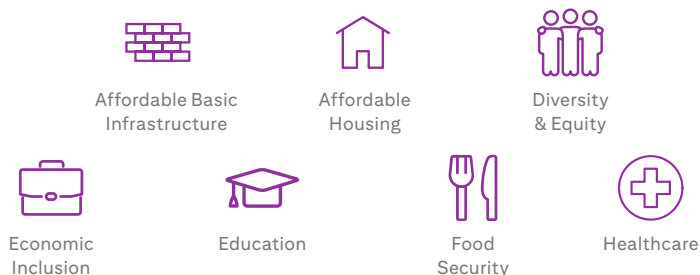 Affordable Basic
Infrastructure
Affordable
Housing
Diversity
& Equity
Economic
Inclusion
Education
Food
Security
Healthcare